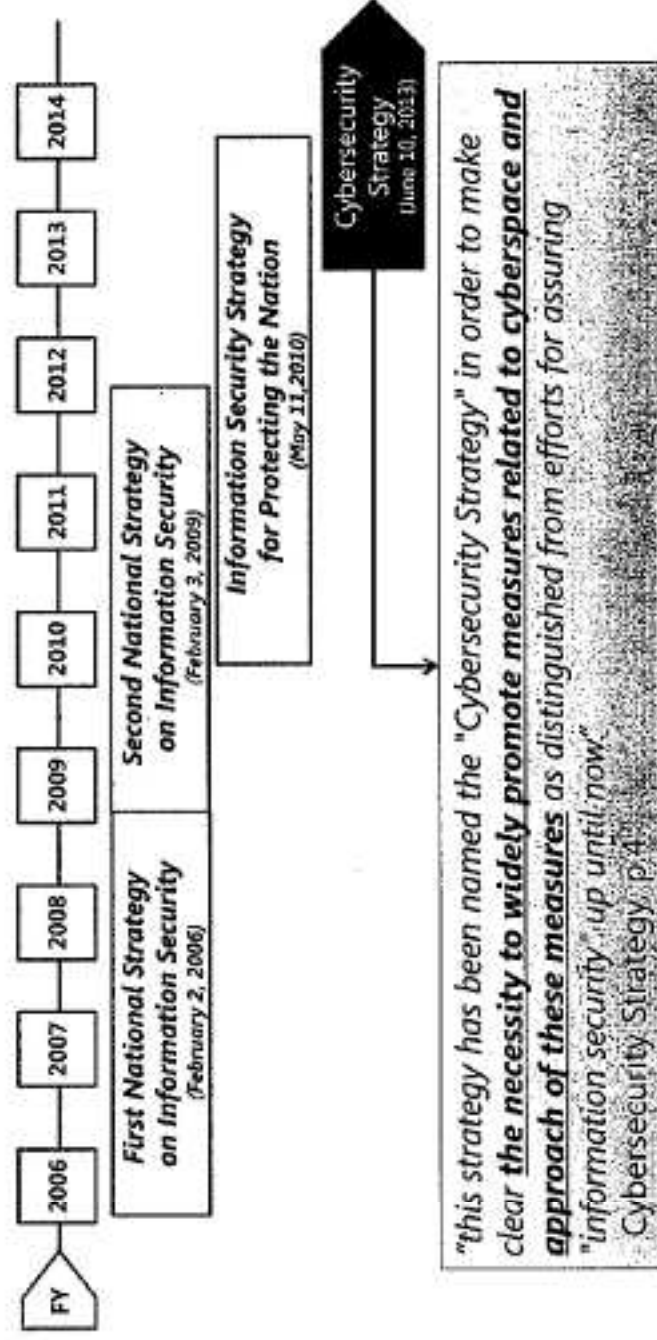 FY
2006
2007
2008
2009
2010
2011
2012
2013
2014
First National Strategy
on Information Security
(February 2, 2006)
Second National Strategy
on Information Security
(February 3, 2009)
Information Security Strategy
for Protecting the Nation
(May 11,2010)
Cybersecurity
Strategy
(June 10, 2013)
"this strategy has been named the "Cybersecurity Strategy" in order to make
clear the necessity to widely promote measures related to cyberspace and
approach of these measures as distinguished from efforts for assuring
"information security" up until now"
Cybersecurity Strategy, p.4